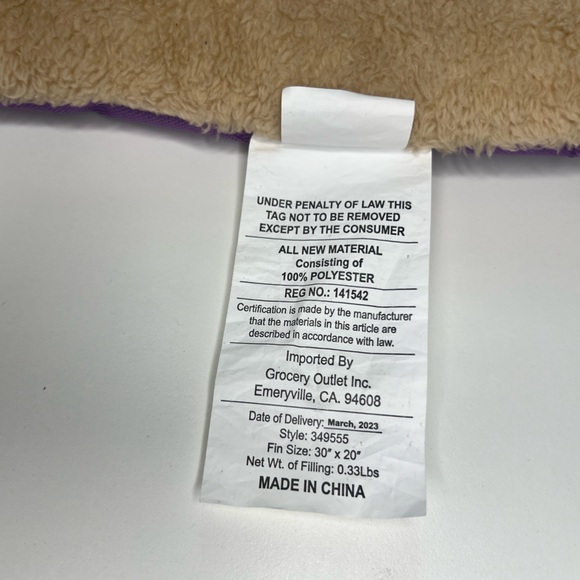 UNDER PENALTY OF LAW THIS
TAG NOT TO BE REMOVED
EXCEPT BY THE CONSUMER
ALL NEW MATERIAL
Consisting of
100% POLYESTER
REG NO.: 141542
Certification is made by the manufacturer
that the materials in this article are
described in accordance with law.
Imported By
Grocery Outlet Inc.
Emeryville, CA. 94608
Date of Delivery: March, 2023
Style: 349555
Fin Size: 30″ x 20″
Net Wt. of Filling: 0.33Lbs
MADE IN CHINA